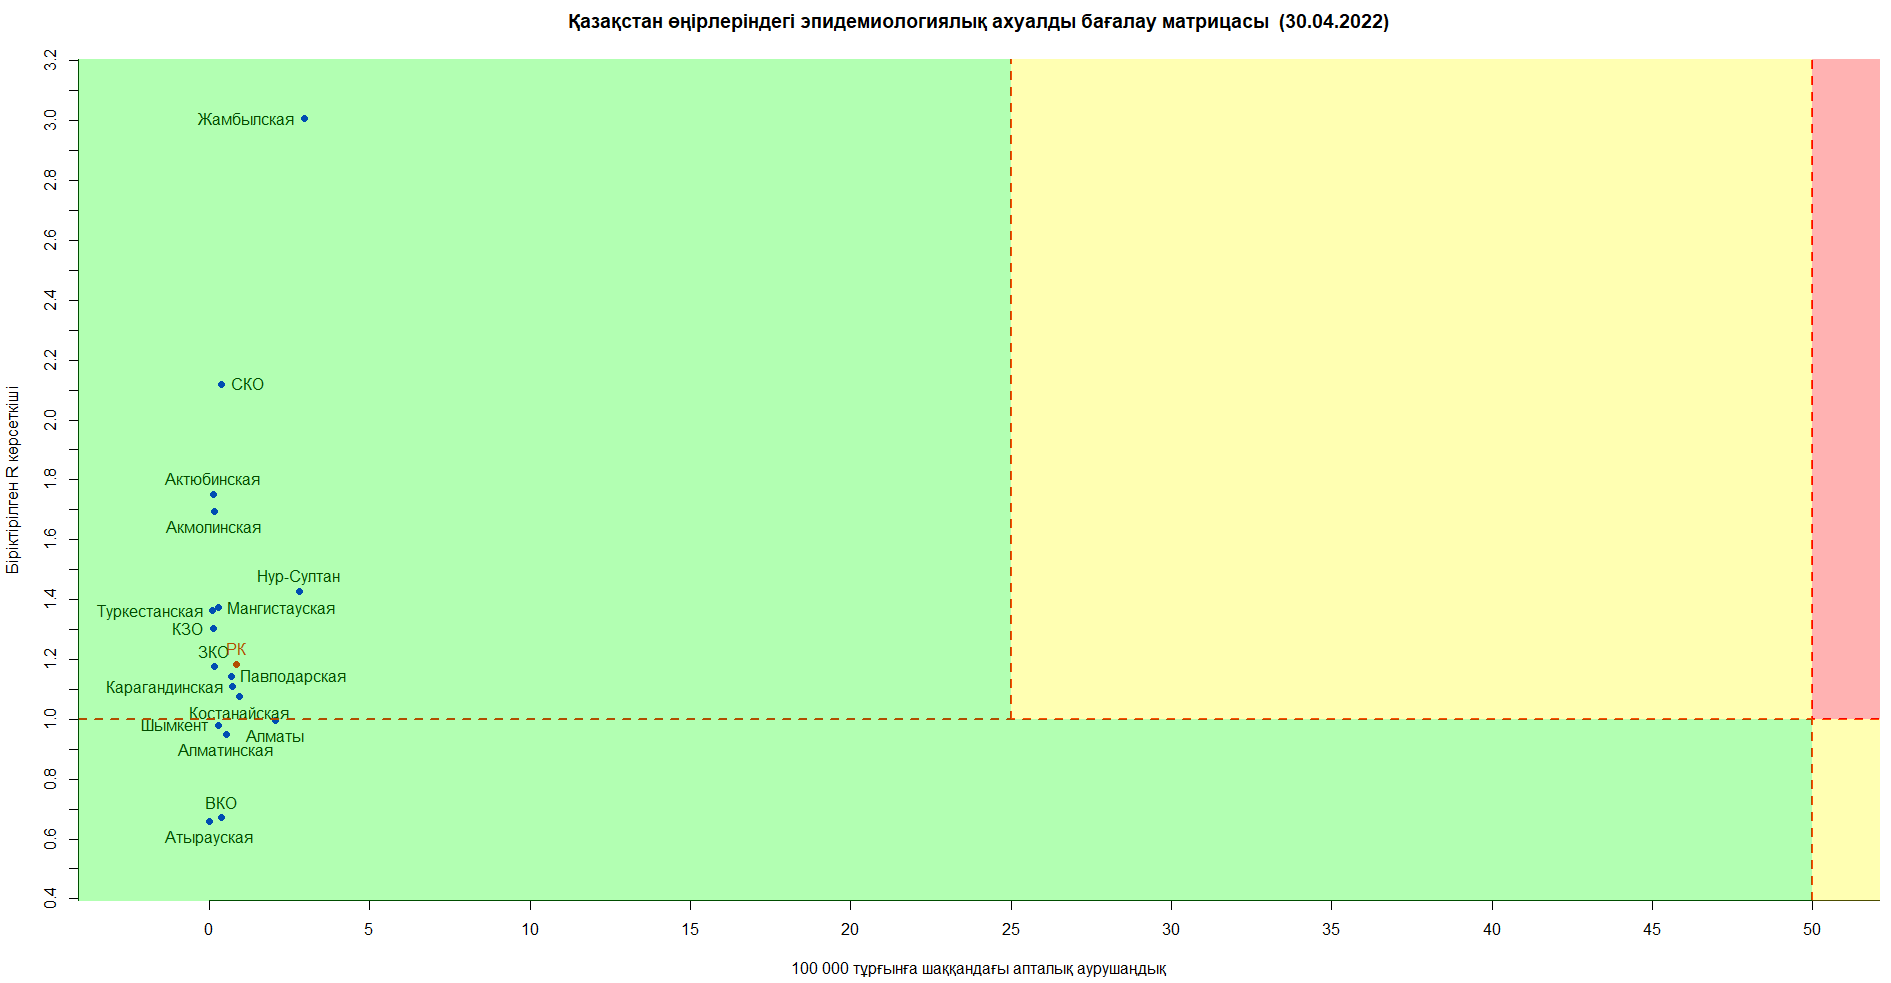 Қазақстан өңірлеріндегі эпидемиологиялық ахуалды бағалау матрицасы (30.04.2022)
3.2
3.0
2.8
2.6
2.4
2.2
2.0
1.8
1.6
1.4
1.2
1.0
0.8
0.6
0.4
Біріктірілген R көрсеткіші
Жамбылская
СКО
Актюбинская
Акмолинская
Нур-Султан
Туркестанская
Мангистауская
КЗО
ЗКО
РК
Павлодарская
Карагандинская
Костанайская
Шымкент
Алматы
Алматинская
ВКО
Атырауская
0 5 10 15 20 25 30 35 40 45 50
100 000 тұрғынға шаққандағы апталық аурушаңдық